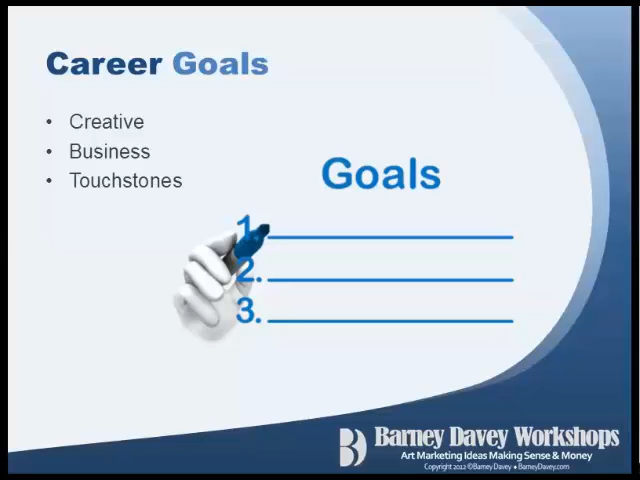 Career Goals
• Creative
• Business
• Touchstones
Goals
1.
2.
3.
Barney Davey Workshops
Art Marketing Ideas Making Sense & Money
Copyright 2012 ©Barney Davey ● BarneyDavey.com